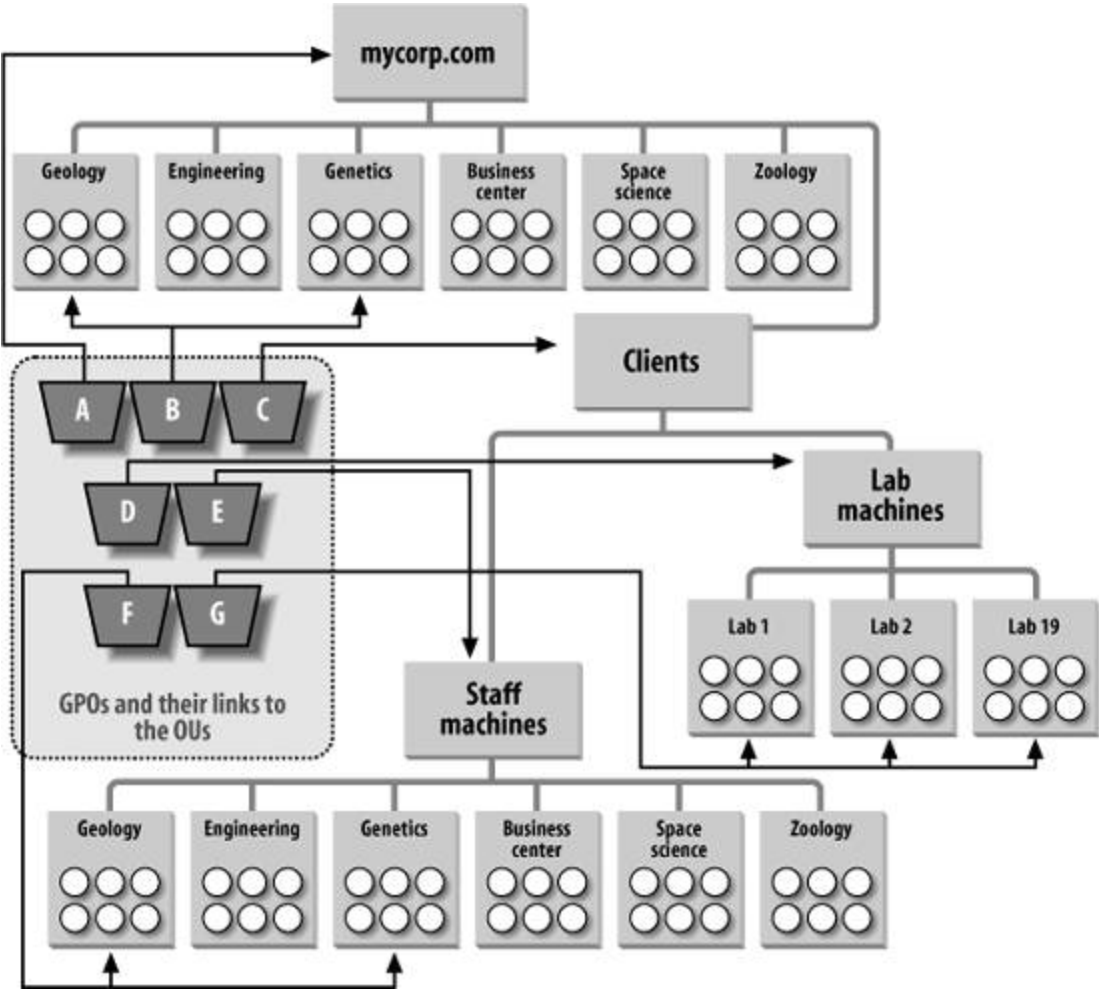 mycorp.com
Geology
Engineering
Genetics
Business
center
Space
science
Zoology
Clients
A
B
C
D
E
Lab
machines
F
G
Lab 1
Lab 2
Lab 19
GPOs and their links to
the OUs
Staff
machines
Geology
Engineering
Genetics
Business
center
Space
science
Zoology